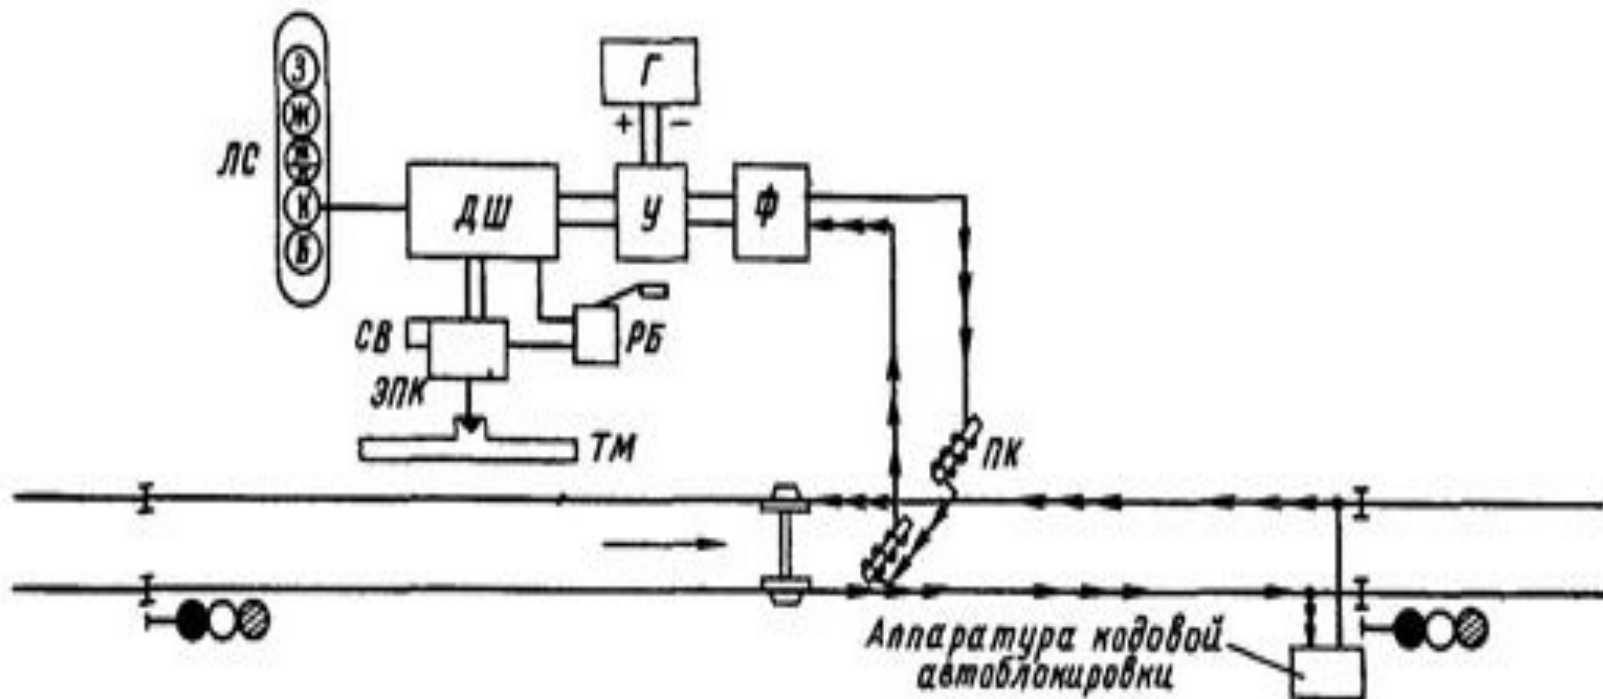 З
Ж
К
Б
ЛС
Г
+ −
ДШ
У
Ф
СВ
ЭПК
РБ
ТМ
ПК
Аппаратура кодовой
автоблокировки